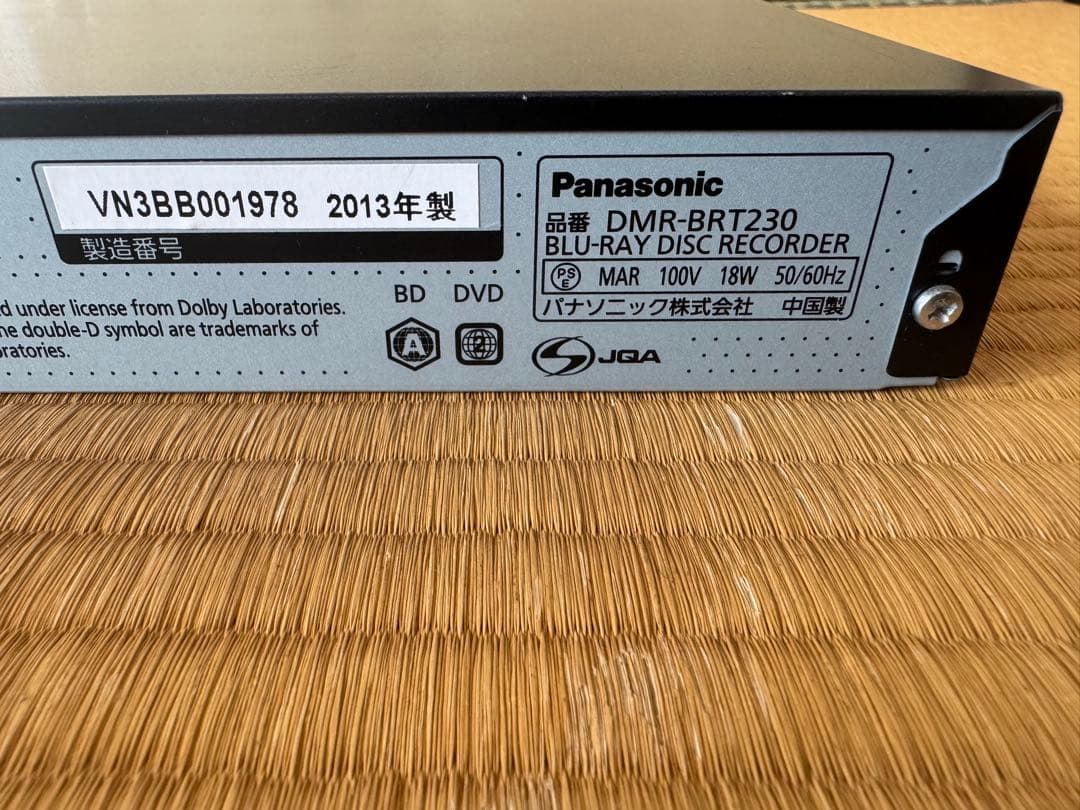 VN3BB001978 2013年製
製造番号
d under license from Dolby Laboratories.
he double-D symbol are trademarks of
oratories.
BD DVD
A 2
Panasonic
品番 DMR-BRT230
BLU-RAY DISC RECORDER
PS E MAR 100V 18W 50/60Hz
パナソニック株式会社 中国製
JQA